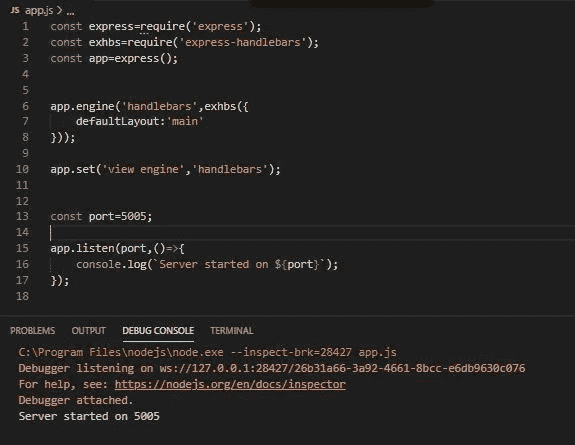 JS app.js > ...
1 const express=require('express');
2 const exhbs=require('express-handlebars');
3 const app=express();
4
5
6 app.engine('handlebars',exhbs({
7 defaultLayout:'main'
8 }));
9
10 app.set('view engine','handlebars');
11
12
13 const port=5005;
14
15 app.listen(port,()=>{
16 console.log(`Server started on ${port}`);
17 });
18
PROBLEMS OUTPUT DEBUG CONSOLE TERMINAL
C:\Program Files\nodejs\node.exe --inspect-brk=28427 app.js
Debugger listening on ws://127.0.0.1:28427/26b31a66-3a92-4661-8bcc-e6db9630c076
For help, see: https://nodejs.org/en/docs/inspector
Debugger attached.
Server started on 5005